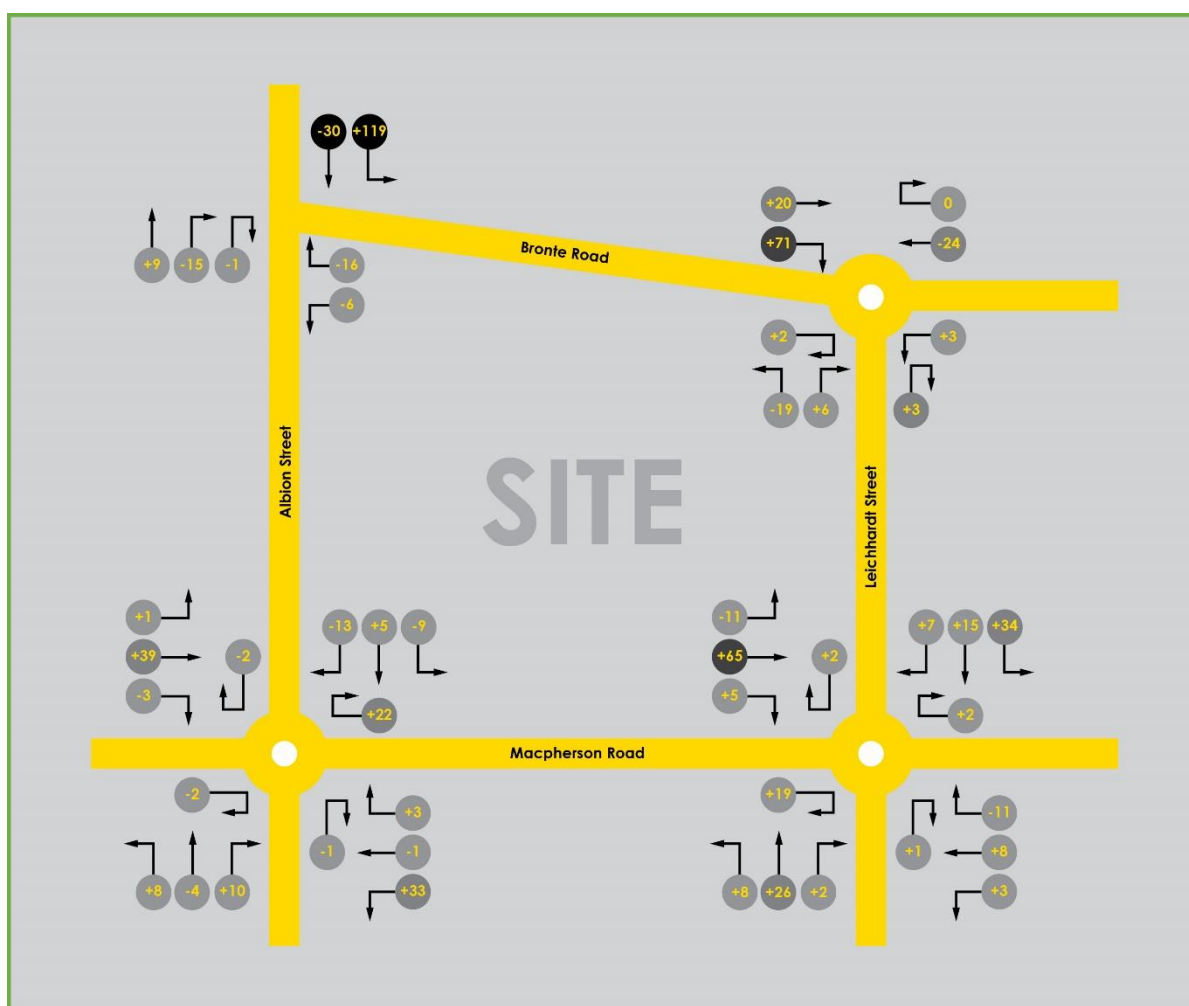 -30 +119
+20 0
+71 -24
Bronte Road
+9 -15 -1 -16
-6
+2 +3
-19 +6 +3
Albion Street
SITE
Leichhardt Street
+1 -13 +5 -9 -11 +7 +15 +34
+39 -2 +65 +2
-3 +5
+22 +2
Macpherson Road
-2 +3 +19 -11
-1 -1 +1 +8
+8 -4 +10 +33 +8 +26 +2 +3